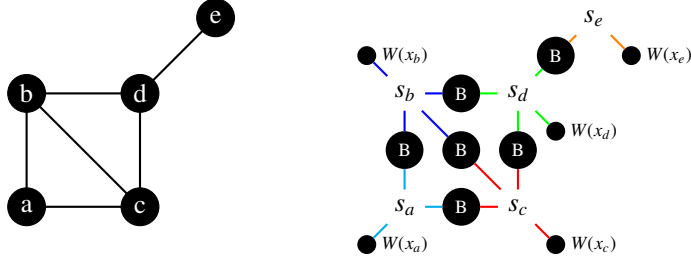 e
b
d
a
c
s_e
B
W(x_e)
W(x_b)
s_b
B
s_d
W(x_d)
B
B
B
s_a
B
s_c
W(x_a)
W(x_c)